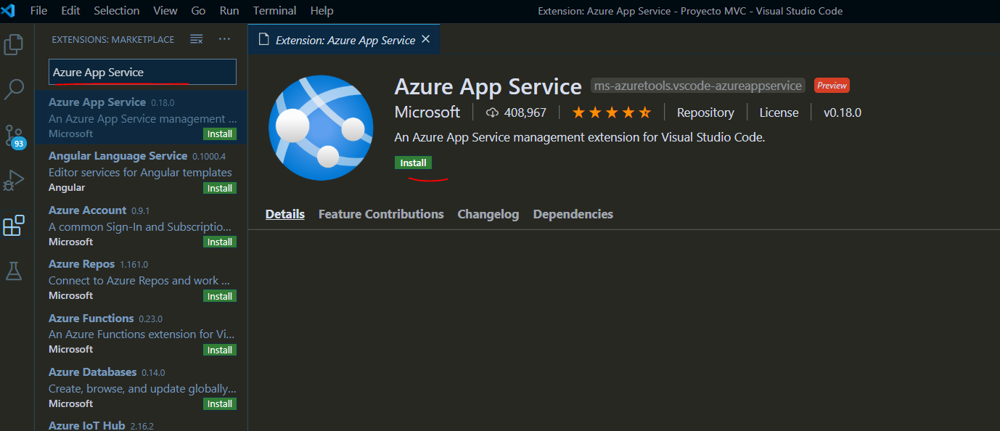 File Edit Selection View Go Run Terminal Help
Extension: Azure App Service - Proyecto MVC - Visual Studio Code
EXTENSIONS: MARKETPLACE
Azure App Service
Azure App Service 0.18.0
An Azure App Service management ...
Microsoft Install
Angular Language Service 0.1000.4
Editor services for Angular templates
Angular Install
Azure Account 0.9.1
A common Sign-In and Subscriptio...
Microsoft Install
Azure Repos 1.161.0
Connect to Azure Repos and work ...
Microsoft Install
Azure Functions 0.23.0
An Azure Functions extension for Vi...
Microsoft Install
Azure Databases 0.14.0
Create, browse, and update globally...
Microsoft Install
Azure IoT Hub 2.16.2
93
Extension: Azure App Service
Azure App Service ms-azuretools.vscode-azureappservice Preview
Microsoft 408,967 Repository License v0.18.0
An Azure App Service management extension for Visual Studio Code.
Install
Details Feature Contributions Changelog Dependencies